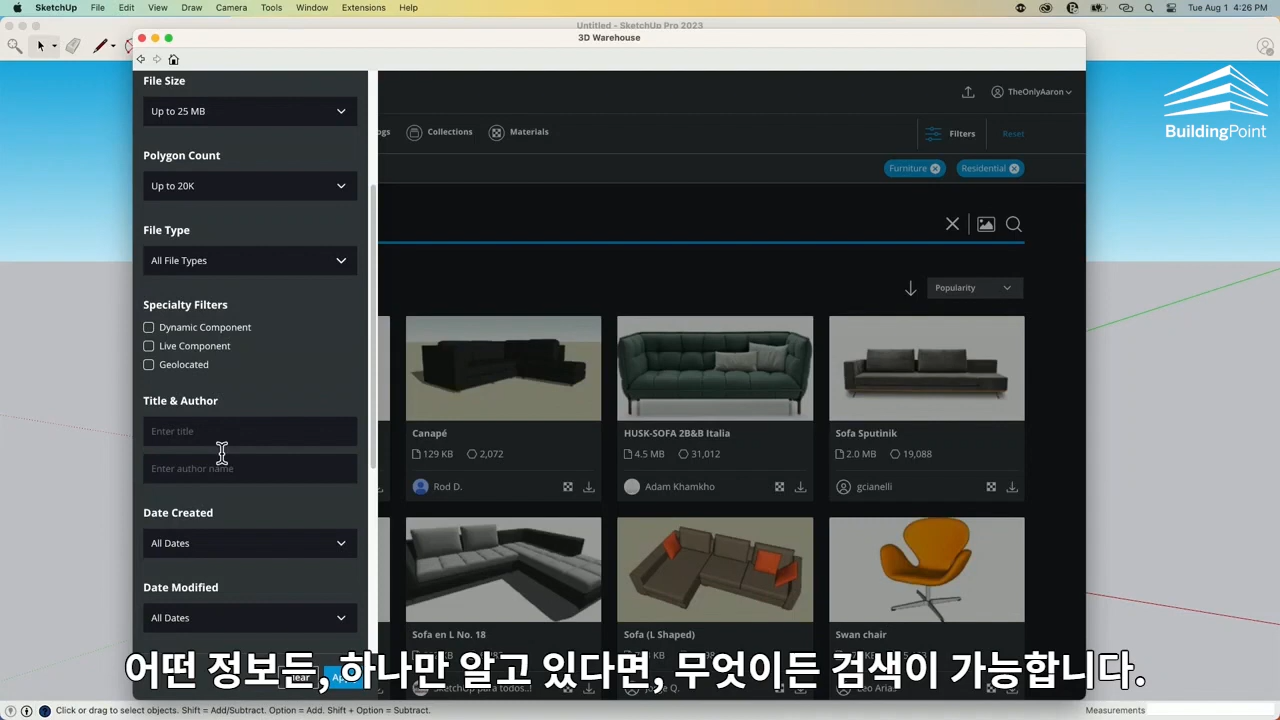 SketchUp File Edit View Draw Camera Tools Window Extensions Help Tue Aug 1 4:26 PM
Untitled - SketchUp Pro 2023
3D Warehouse
BuildingPoint
File Size
Up to 25 MB
Polygon Count
Up to 20K
File Type
All File Types
Specialty Filters
Dynamic Component
Live Component
Geolocated
Title & Author
Enter title
Enter author name
Date Created
All Dates
Date Modified
All Dates
TheOnlyAaron
Collections Materials Filters Reset
Furniture Residential
Popularity
Canapé
129 KB 2,072
Rod D.
HUSK-SOFA 2B&B Italia
4.5 MB 31,012
Adam Khamkho
Sofa Sputinik
2.0 MB 19,088
gcianelli
Sofa en L No. 18
Sofa (L Shaped)
Swan chair
어떤 정보든, 하나만 알고 있다면, 무엇이든 검색이 가능합니다.
Click or drag to select objects. Shift = Add/Subtract. Option = Add. Shift + Option = Subtract.
Measurements